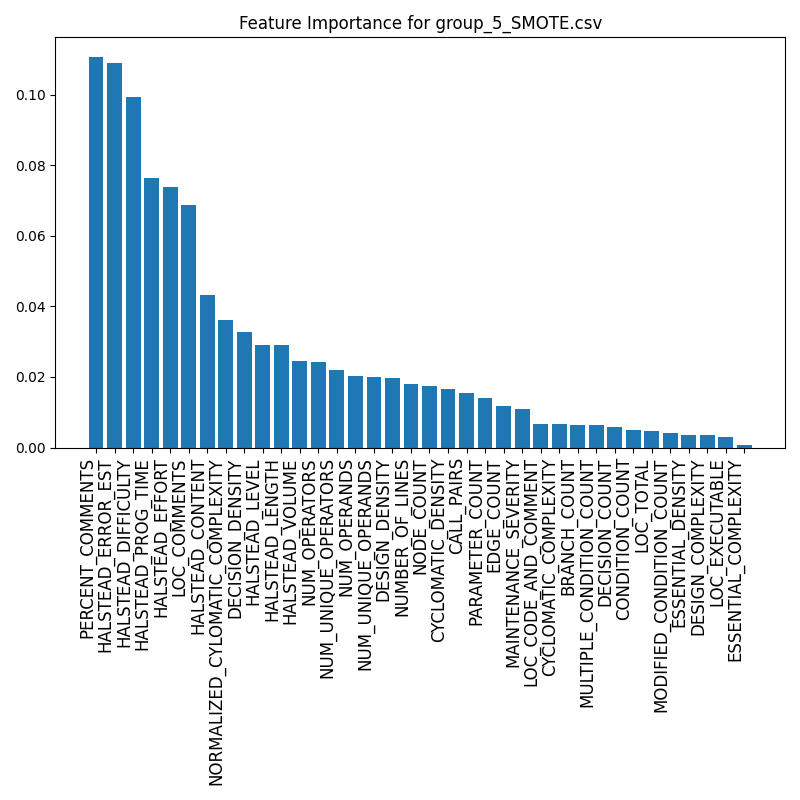 Feature Importance for group_5_SMOTE.csv
0.10
0.08
0.06
0.04
0.02
0.00
PERCENT_COMMENTS
HALSTEAD_ERROR_EST
HALSTEAD_DIFFICULTY
HALSTEAD_PROG_TIME
HALSTEAD_EFFORT
LOC_COMMENTS
HALSTEAD_CONTENT
NORMALIZED_CYLOMATIC_COMPLEXITY
DECISION_DENSITY
HALSTEAD_LEVEL
HALSTEAD_LENGTH
HALSTEAD_VOLUME
NUM_OPERATORS
NUM_UNIQUE_OPERATORS
NUM_OPERANDS
NUM_UNIQUE_OPERANDS
DESIGN_DENSITY
NUMBER_OF_LINES
NODE_COUNT
CYCLOMATIC_DENSITY
CALL_PAIRS
PARAMETER_COUNT
EDGE_COUNT
MAINTENANCE_SEVERITY
LOC_CODE_AND_COMMENT
CYCLOMATIC_COMPLEXITY
BRANCH_COUNT
MULTIPLE_CONDITION_COUNT
DECISION_COUNT
CONDITION_COUNT
LOC_TOTAL
MODIFIED_CONDITION_COUNT
ESSENTIAL_DENSITY
DESIGN_COMPLEXITY
LOC_EXECUTABLE
ESSENTIAL_COMPLEXITY